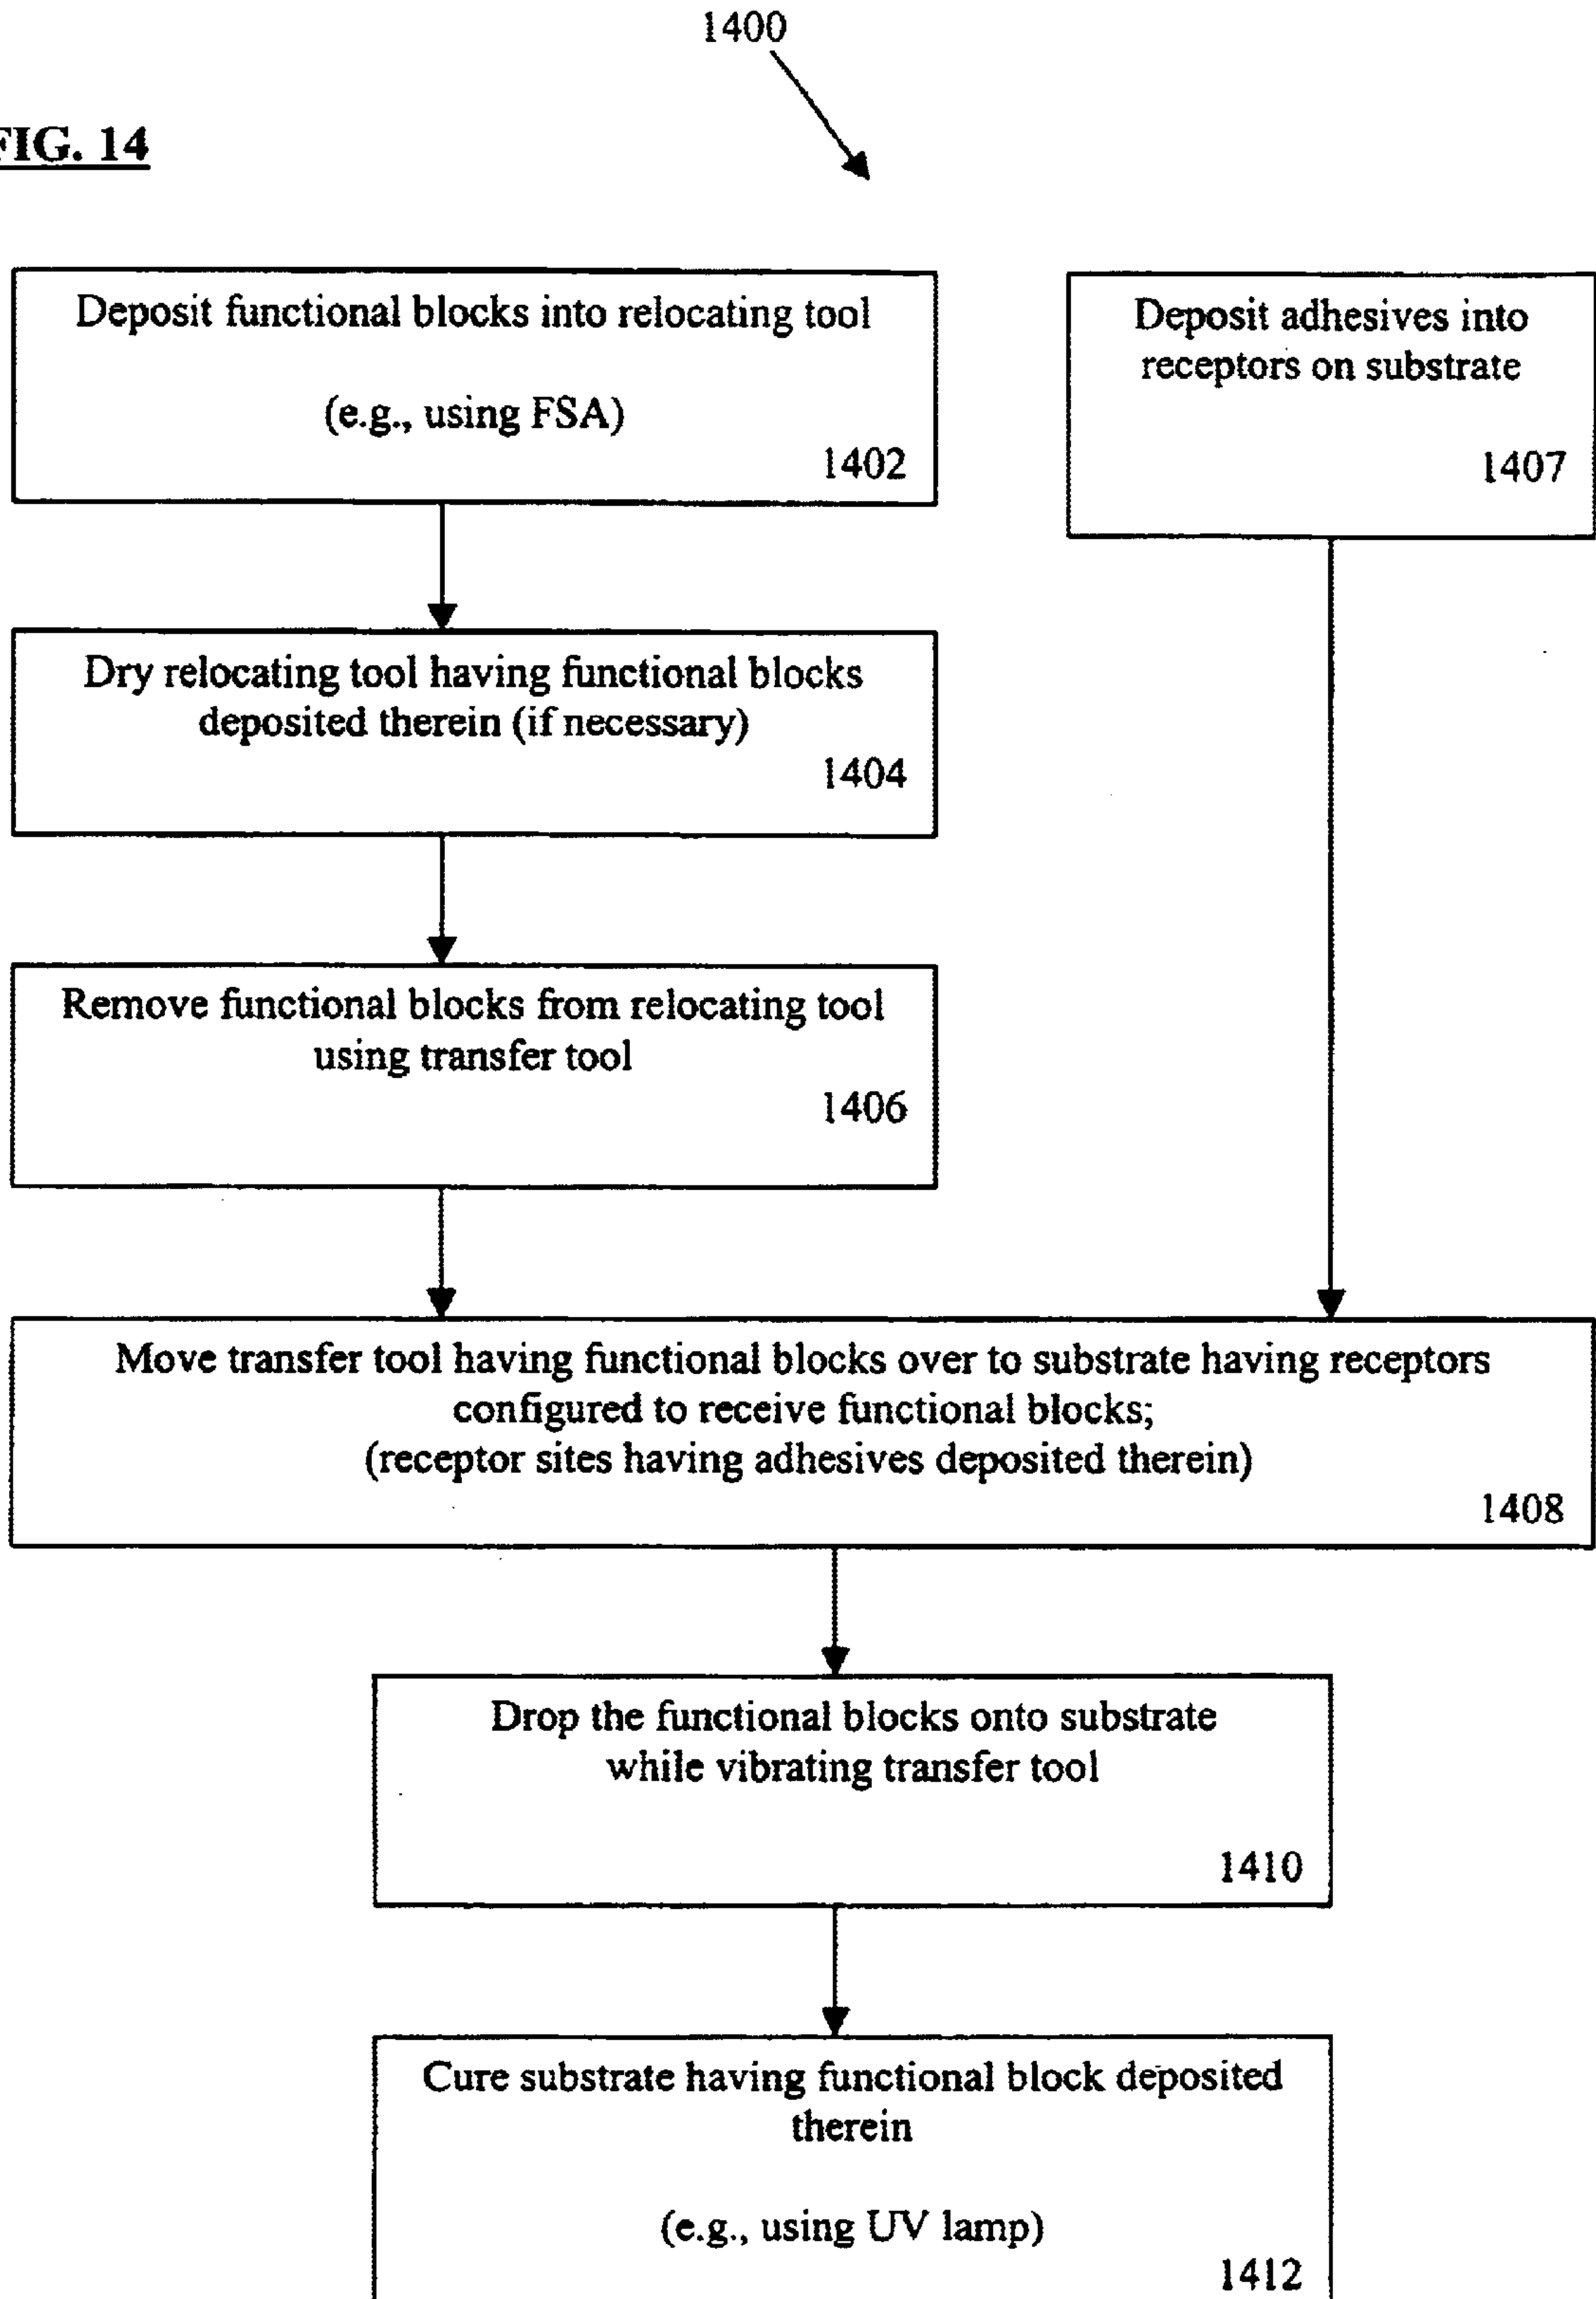 1400
FIG. 14
Deposit functional blocks into relocating tool
(e.g., using FSA)
1402
Deposit adhesives into
receptors on substrate
1407
Dry relocating tool having functional blocks
deposited therein (if necessary)
1404
Remove functional blocks from relocating tool
using transfer tool
1406
Move transfer tool having functional blocks over to substrate having receptors
configured to receive functional blocks;
(receptor sites having adhesives deposited therein)
1408
Drop the functional blocks onto substrate
while vibrating transfer tool
1410
Cure substrate having functional block deposited
therein
(e.g., using UV lamp)
1412